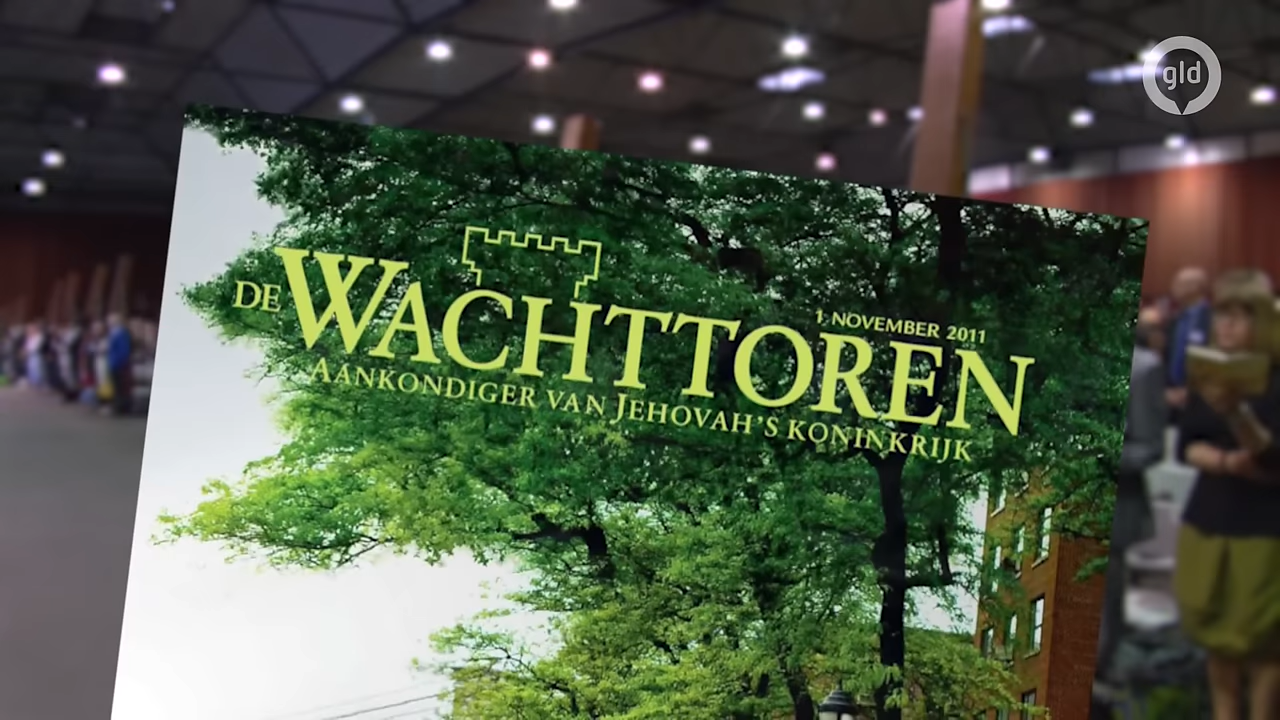 gld
DE WACHTTOREN
1 NOVEMBER 2011
AANKONDIGER VAN JEHOVAH'S KONINKRIJK